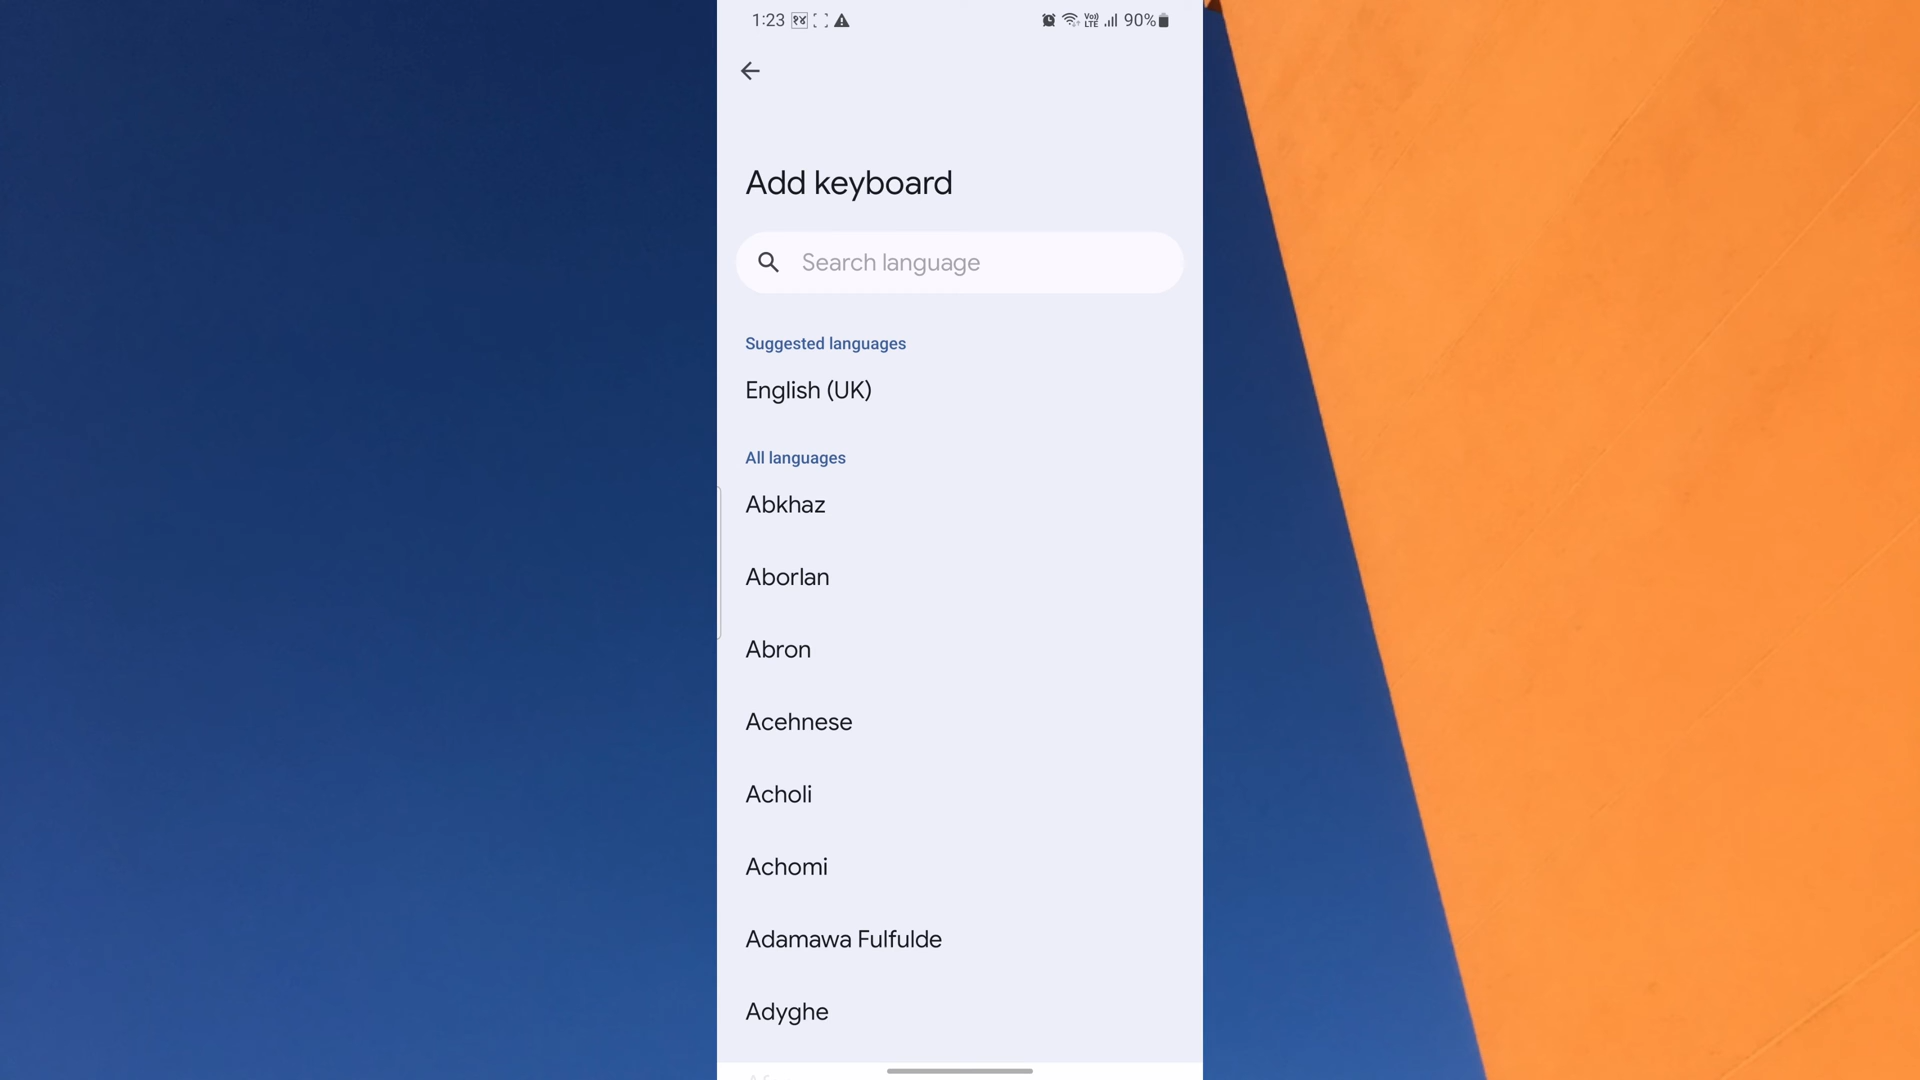 1:23 90%
Add keyboard
Search language
Suggested languages
English (UK)
All languages
Abkhaz
Aborlan
Abron
Acehnese
Acholi
Achomi
Adamawa Fulfulde
Adyghe